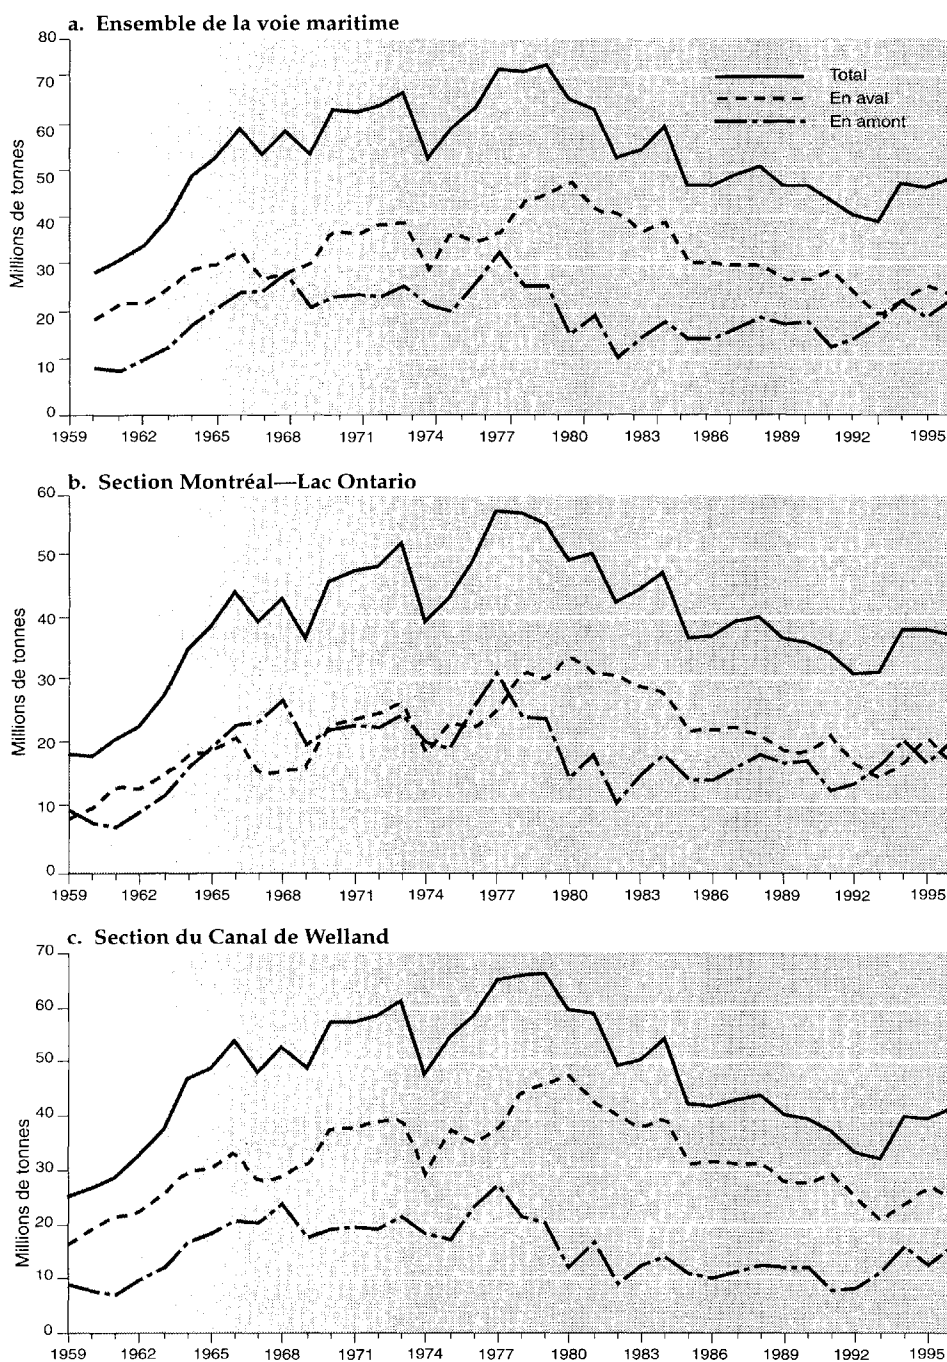 a. Ensemble de la voie maritime
80
70
60
50
40
30
20
10
0
Millions de tonnes
Total
En aval
En amont
1959 1962 1965 1968 1971 1974 1977 1980 1983 1986 1989 1992 1995
b. Section Montréal—Lac Ontario
60
50
40
30
20
10
0
Millions de tonnes
1959 1962 1965 1968 1971 1974 1977 1980 1983 1986 1989 1992 1995
c. Section du Canal de Welland
70
60
50
40
30
20
10
0
Millions de tonnes
1959 1962 1965 1968 1971 1974 1977 1980 1983 1986 1989 1992 1995